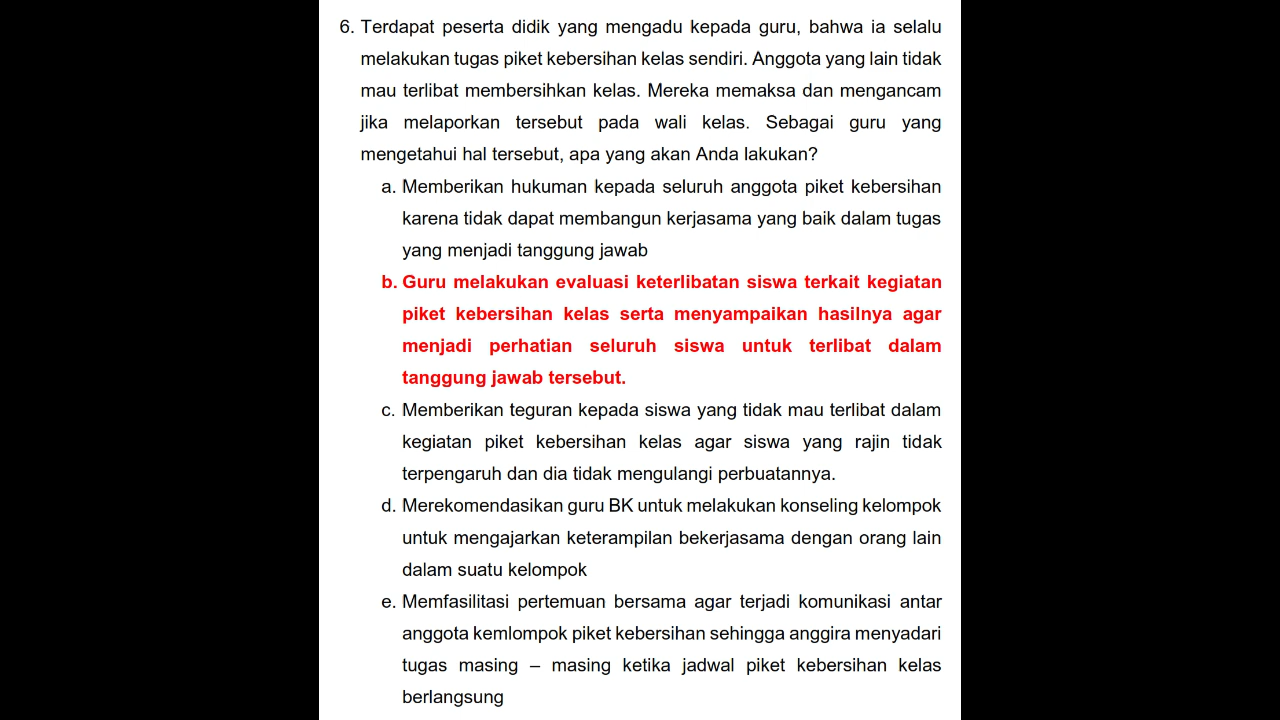 6. Terdapat peserta didik yang mengadu kepada guru, bahwa ia selalu
melakukan tugas piket kebersihan kelas sendiri. Anggota yang lain tidak
mau terlibat membersihkan kelas. Mereka memaksa dan mengancam
jika melaporkan tersebut pada wali kelas. Sebagai guru yang
mengetahui hal tersebut, apa yang akan Anda lakukan?
a. Memberikan hukuman kepada seluruh anggota piket kebersihan
karena tidak dapat membangun kerjasama yang baik dalam tugas
yang menjadi tanggung jawab
b. Guru melakukan evaluasi keterlibatan siswa terkait kegiatan
piket kebersihan kelas serta menyampaikan hasilnya agar
menjadi perhatian seluruh siswa untuk terlibat dalam
tanggung jawab tersebut.
c. Memberikan teguran kepada siswa yang tidak mau terlibat dalam
kegiatan piket kebersihan kelas agar siswa yang rajin tidak
terpengaruh dan dia tidak mengulangi perbuatannya.
d. Merekomendasikan guru BK untuk melakukan konseling kelompok
untuk mengajarkan keterampilan bekerjasama dengan orang lain
dalam suatu kelompok
e. Memfasilitasi pertemuan bersama agar terjadi komunikasi antar
anggota kemlompok piket kebersihan sehingga anggira menyadari
tugas masing – masing ketika jadwal piket kebersihan kelas
berlangsung